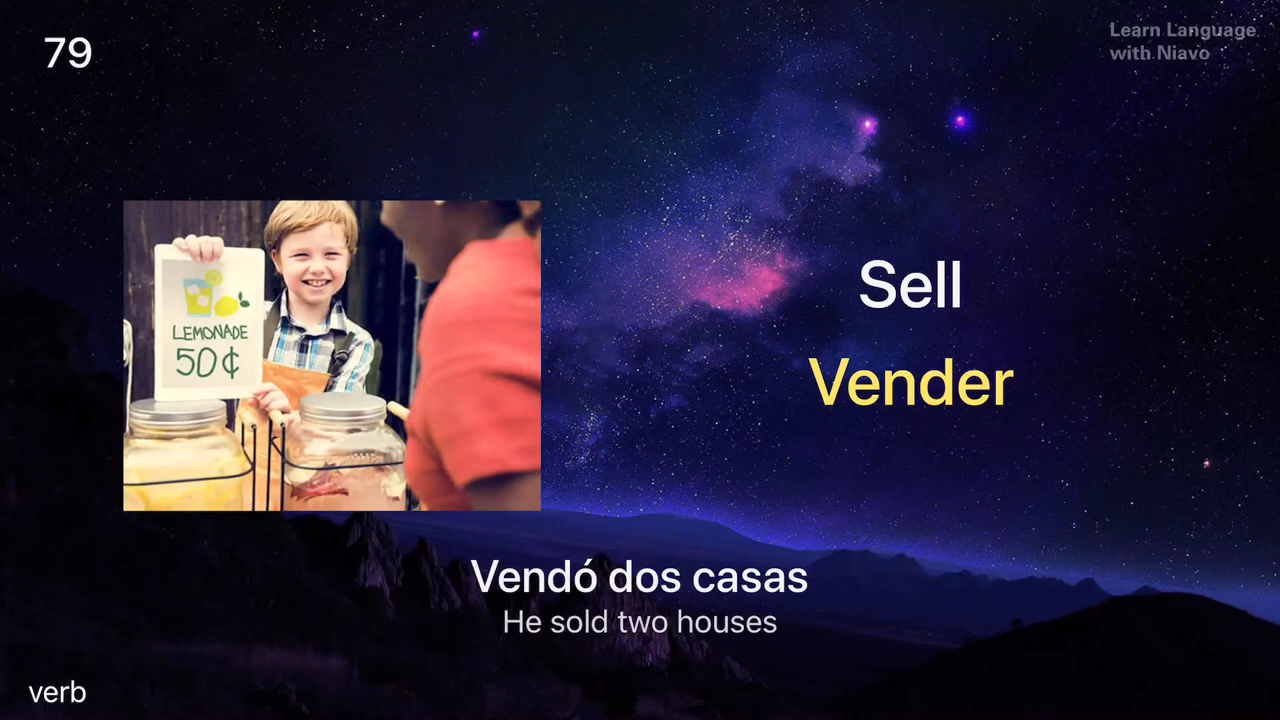 79
Learn Language
with Niavo
LEMONADE
50¢
Sell
Vender
Vendó dos casas
He sold two houses
verb